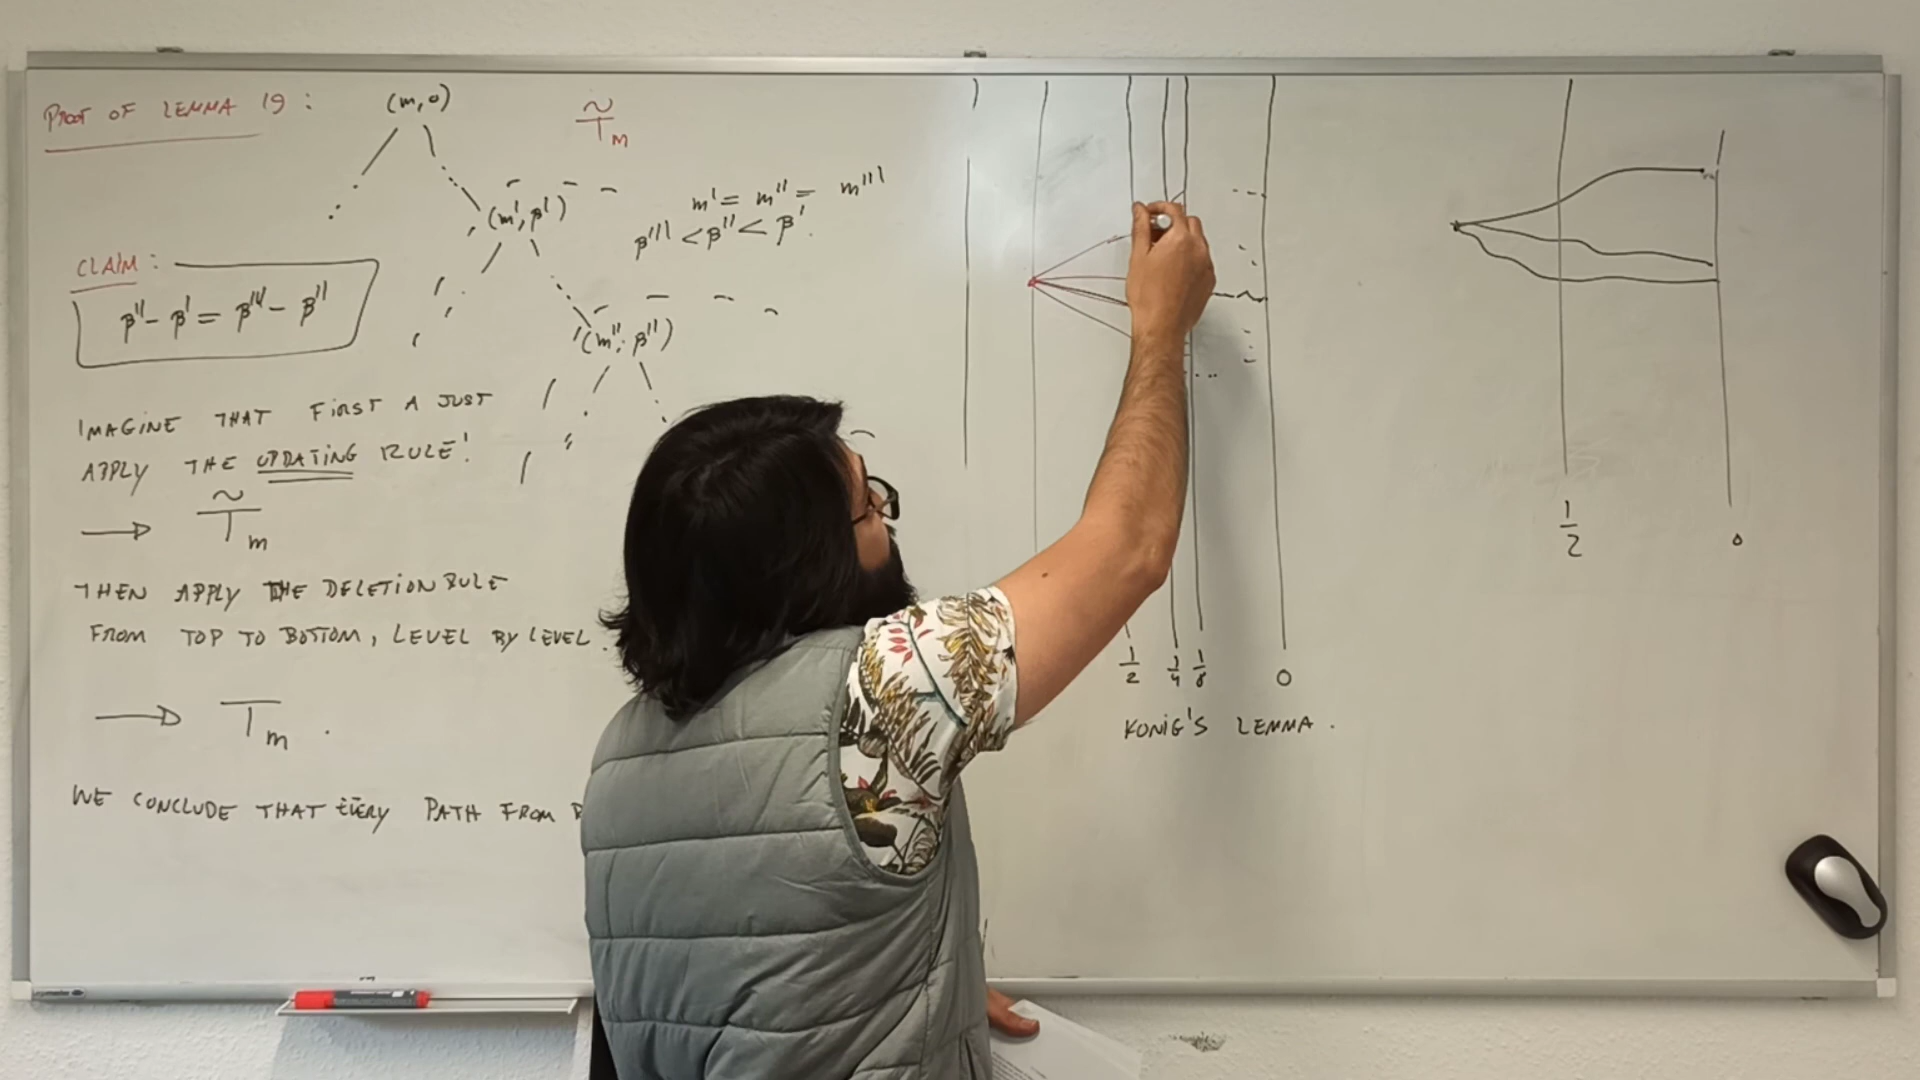 PROOF OF LEMMA 19 :
(m, 0)
T̃m
(m', β')
m' = m'' = m'''
β''' < β'' < β'.
CLAIM :
β'' - β' = β''' - β''
(m'', β'')
IMAGINE THAT FIRST A JUST
APPLY THE UPDATING RULE!
→ T̃m
THEN APPLY THE DELETION RULE
FROM TOP TO BOTTOM, LEVEL BY LEVEL.
→ Tm .
WE CONCLUDE THAT EVERY PATH FROM
1/2 1/4 1/8 0
KONIG'S LEMMA .
1/2 0